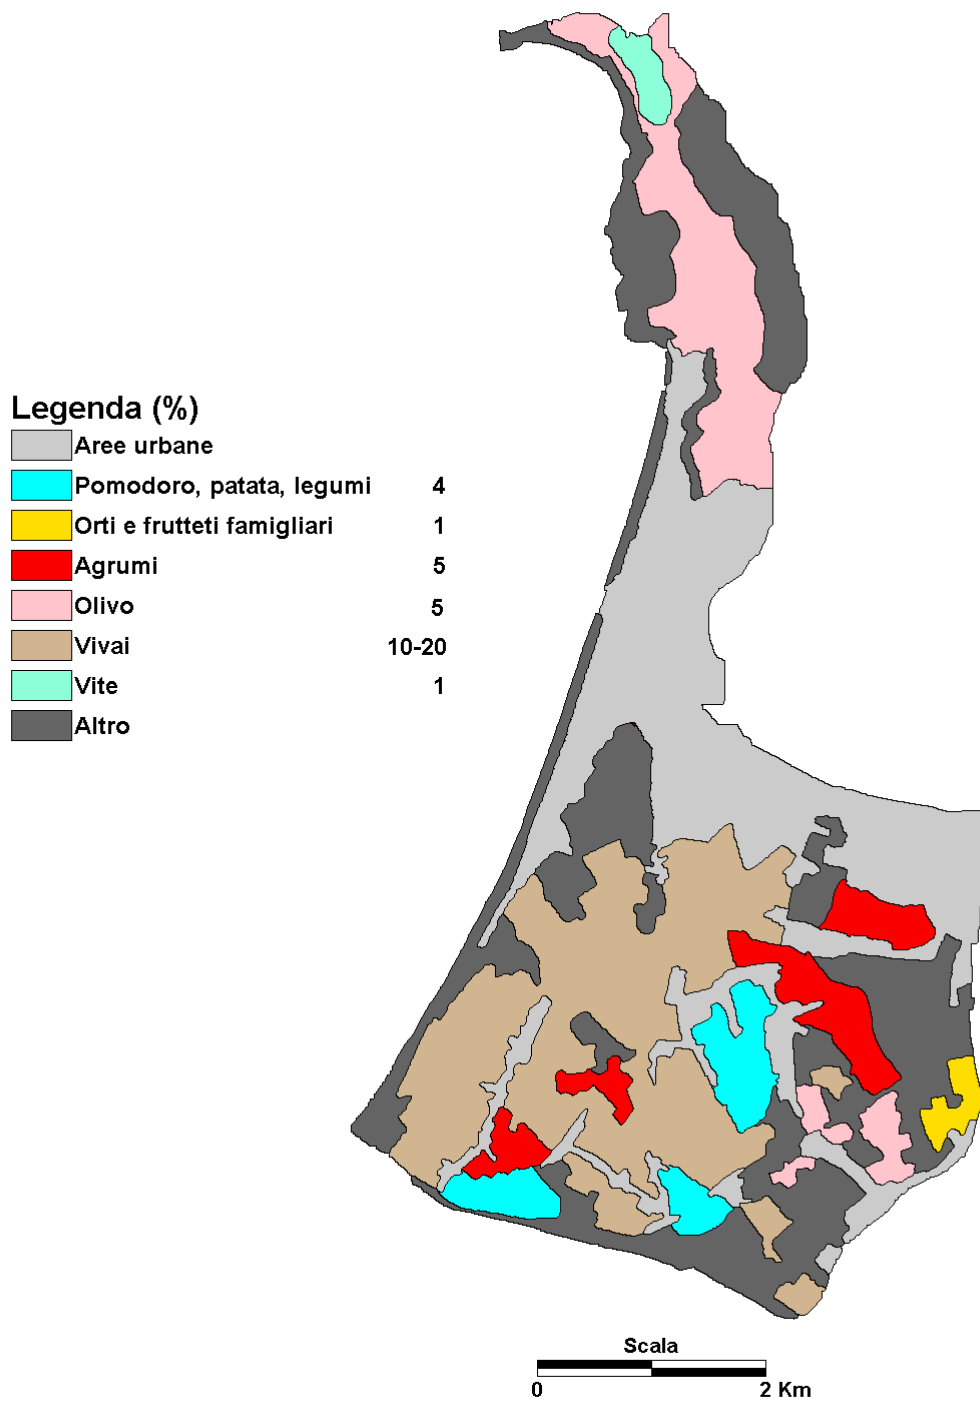 Legenda (%)
Aree urbane
Pomodoro, patata, legumi 4
Orti e frutteti famigliari 1
Agrumi 5
Olivo 5
Vivai 10-20
Vite 1
Altro
Scala
0 2 Km